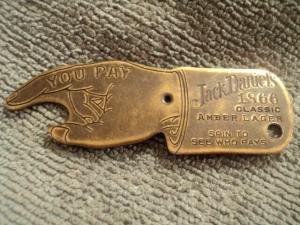 YOU PAY
Jack Daniel's
1866
CLASSIC
AMBER LAGER
SPIN TO
SEE WHO PAYS